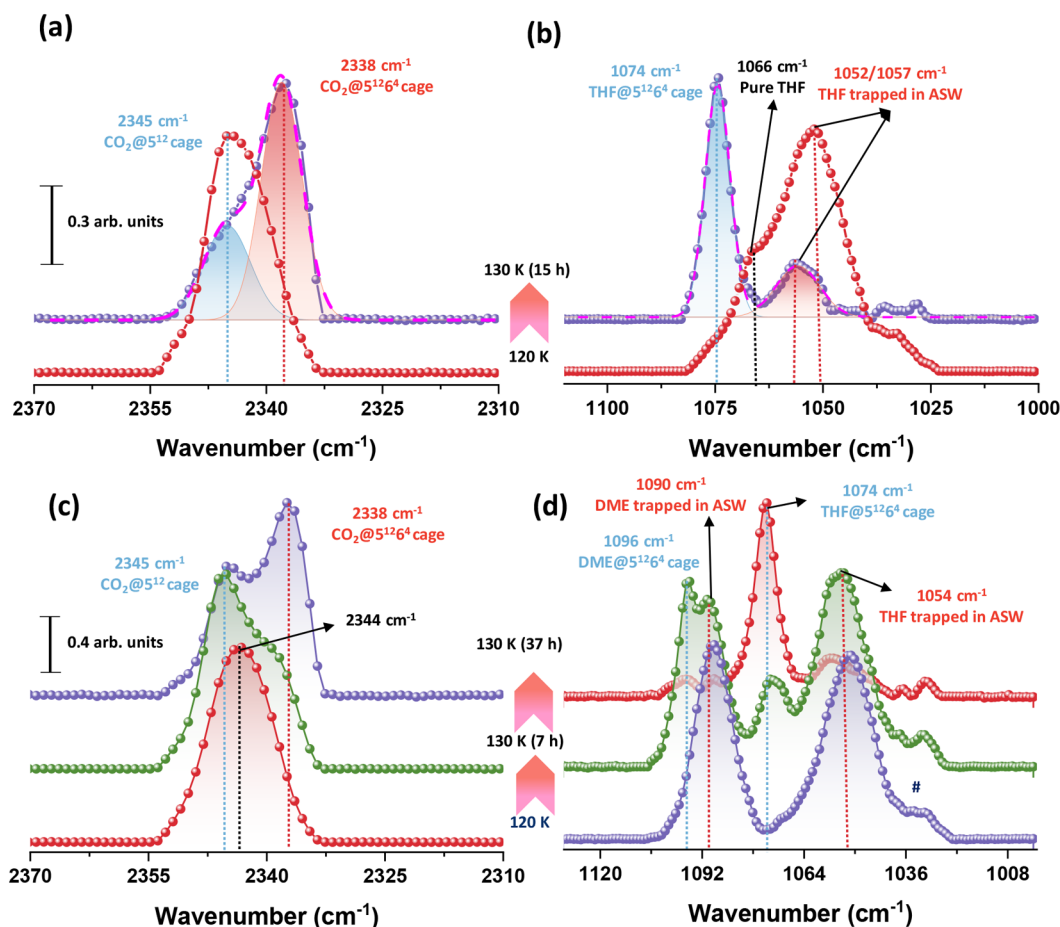 (a)
2338 cm⁻¹
CO₂@5¹²6⁴ cage
2345 cm⁻¹
CO₂@5¹² cage
0.3 arb. units
2370 2355 2340 2325 2310
Wavenumber (cm⁻¹)
130 K (15 h)
120 K
(b)
1074 cm⁻¹
THF@5¹²6⁴ cage
1066 cm⁻¹
Pure THF
1052/1057 cm⁻¹
THF trapped in ASW
1100 1075 1050 1025 1000
Wavenumber (cm⁻¹)
(c)
2338 cm⁻¹
CO₂@5¹²6⁴ cage
2345 cm⁻¹
CO₂@5¹² cage
2344 cm⁻¹
0.4 arb. units
2370 2355 2340 2325 2310
Wavenumber (cm⁻¹)
130 K (37 h)
130 K (7 h)
120 K
(d)
1090 cm⁻¹
DME trapped in ASW
1096 cm⁻¹
DME@5¹²6⁴ cage
1074 cm⁻¹
THF@5¹²6⁴ cage
1054 cm⁻¹
THF trapped in ASW
#
1120 1092 1064 1036 1008
Wavenumber (cm⁻¹)